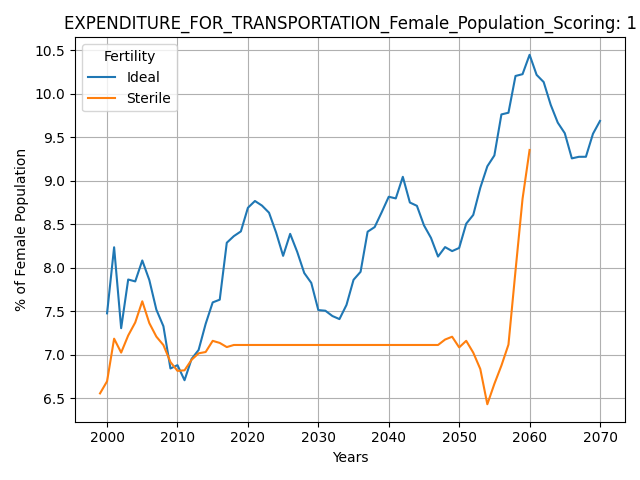 EXPENDITURE_FOR_TRANSPORTATION_Female_Population_Scoring: 1
Fertility
Ideal
Sterile
% of Female Population
10.5
10.0
9.5
9.0
8.5
8.0
7.5
7.0
6.5
2000 2010 2020 2030 2040 2050 2060 2070
Years